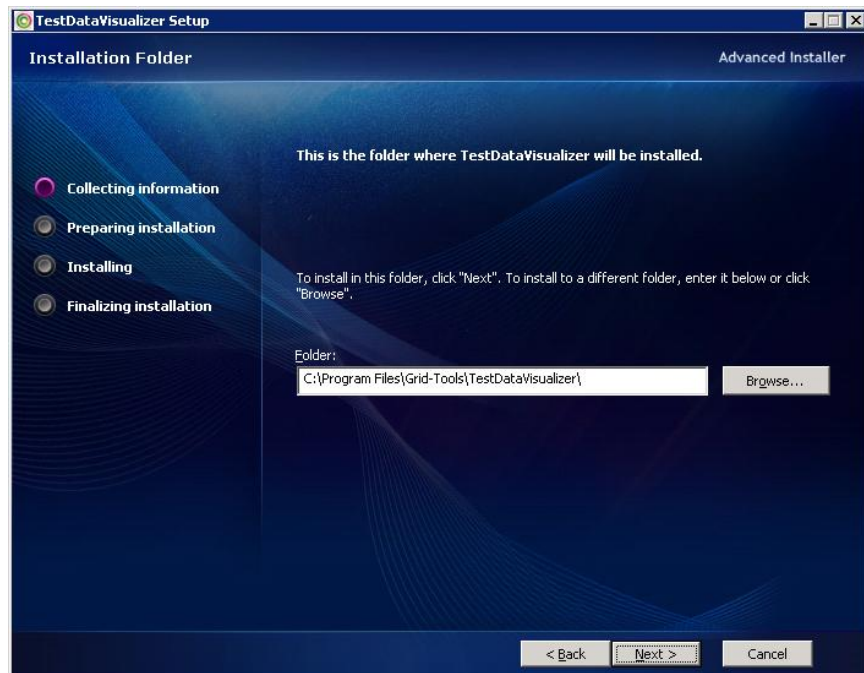 TestDataVisualizer Setup
Installation Folder
Advanced Installer
This is the folder where TestDataVisualizer will be installed.
Collecting information
Preparing installation
Installing
Finalizing installation
To install in this folder, click "Next". To install to a different folder, enter it below or click
"Browse".
Folder:
C:\Program Files\Grid-Tools\TestDataVisualizer\
Browse...
< Back
Next >
Cancel